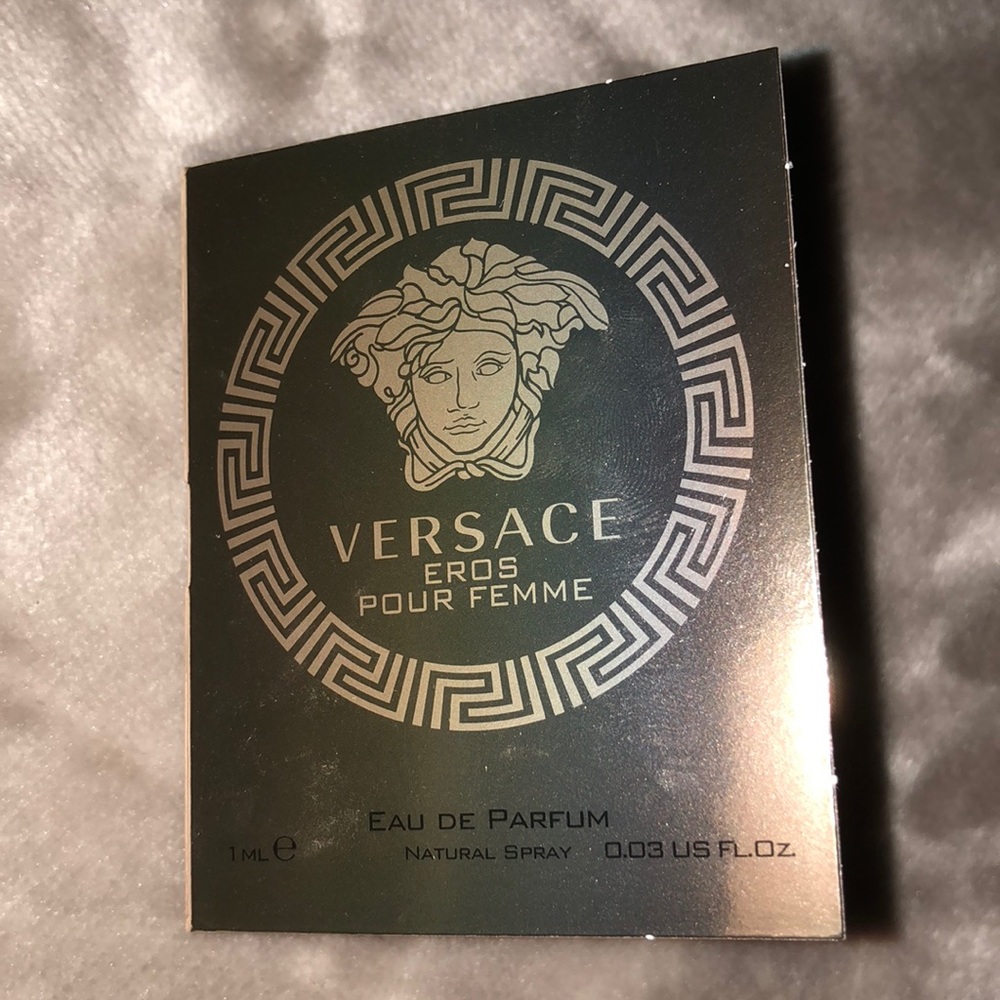 VERSACE
EROS
POUR FEMME
EAU DE PARFUM
1 ML e NATURAL SPRAY 0.03 US FL.OZ.